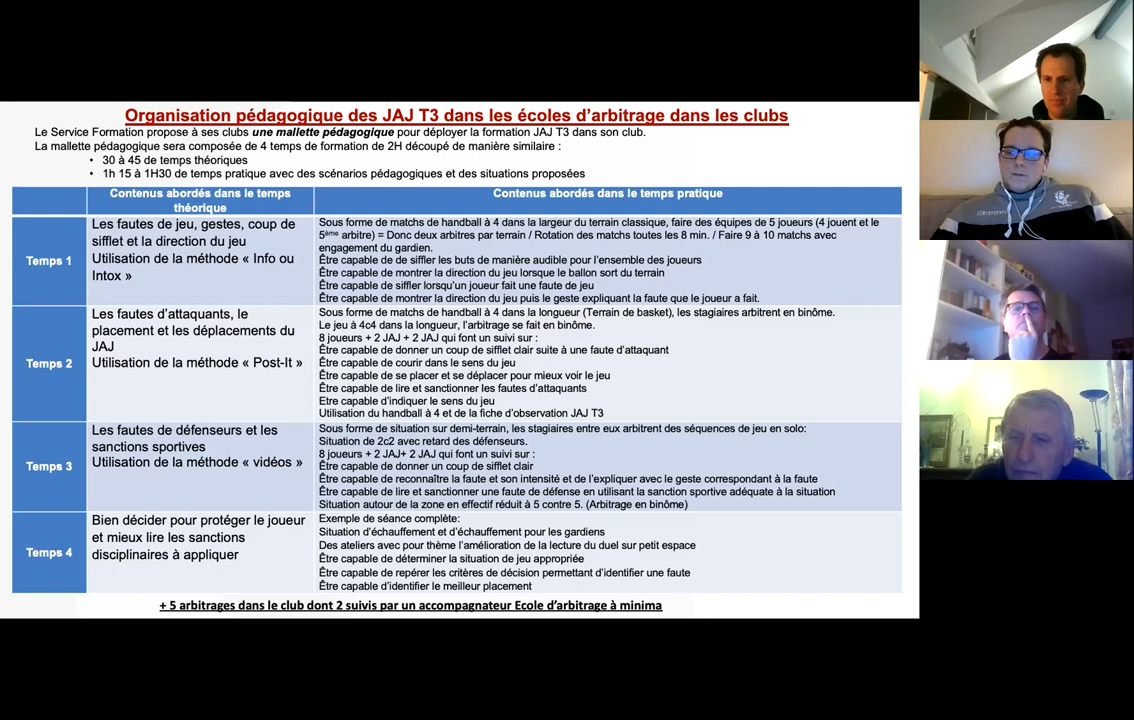 Organisation pédagogique des JAJ T3 dans les écoles d'arbitrage dans les clubs
Le Service Formation propose à ses clubs une mallette pédagogique pour déployer la formation JAJ T3 dans son club.
La mallette pédagogique sera composée de 4 temps de formation de 2H découpé de manière similaire :
• 30 à 45 de temps théoriques
• 1h 15 à 1H30 de temps pratique avec des scénarios pédagogiques et des situations proposées
Contenus abordés dans le temps
théorique
Contenus abordés dans le temps pratique
Temps 1
Les fautes de jeu, gestes, coup de
sifflet et la direction du jeu
Utilisation de la méthode « Info ou
Intox »
Sous forme de matchs de handball à 4 dans la largeur du terrain classique, faire des équipes de 5 joueurs (4 jouent et le
5ème arbitre) = Donc deux arbitres par terrain / Rotation des matchs toutes les 8 min. / Faire 9 à 10 matchs avec
engagement du gardien.
Être capable de de siffler les buts de manière audible pour l'ensemble des joueurs
Être capable de montrer la direction du jeu lorsque le ballon sort du terrain
Être capable de siffler lorsqu'un joueur fait une faute de jeu
Être capable de montrer la direction du jeu puis le geste expliquant la faute que le joueur a fait.
Temps 2
Les fautes d'attaquants, le
placement et les déplacements du
JAJ
Utilisation de la méthode « Post-It »
Sous forme de matchs de handball à 4 dans la longueur (Terrain de basket), les stagiaires arbitrent en binôme.
Le jeu à 4c4 dans la longueur, l'arbitrage se fait en binôme.
8 joueurs + 2 JAJ + 2 JAJ qui font un suivi sur :
Être capable de donner un coup de sifflet clair suite à une faute d'attaquant
Être capable de courir dans le sens du jeu
Être capable de se placer et se déplacer pour mieux voir le jeu
Être capable de lire et sanctionner les fautes d'attaquants
Etre capable d'indiquer le sens du jeu
Utilisation du handball à 4 et de la fiche d'observation JAJ T3
Temps 3
Les fautes de défenseurs et les
sanctions sportives
Utilisation de la méthode « vidéos »
Sous forme de situation sur demi-terrain, les stagiaires entre eux arbitrent des séquences de jeu en solo:
Situation de 2c2 avec retard des défenseurs.
8 joueurs + 2 JAJ+ 2 JAJ qui font un suivi sur :
Être capable de donner un coup de sifflet clair
Être capable de reconnaître la faute et son intensité et de l'expliquer avec le geste correspondant à la faute
Être capable de lire et sanctionner une faute de défense en utilisant la sanction sportive adéquate à la situation
Situation autour de la zone en effectif réduit à 5 contre 5. (Arbitrage en binôme)
Temps 4
Bien décider pour protéger le joueur
et mieux lire les sanctions
disciplinaires à appliquer
Exemple de séance complète:
Situation d'échauffement et d'échauffement pour les gardiens
Des ateliers avec pour thème l'amélioration de la lecture du duel sur petit espace
Être capable de déterminer la situation de jeu appropriée
Être capable de repérer les critères de décision permettant d'identifier une faute
Être capable d'identifier le meilleur placement
+ 5 arbitrages dans le club dont 2 suivis par un accompagnateur Ecole d'arbitrage à minima